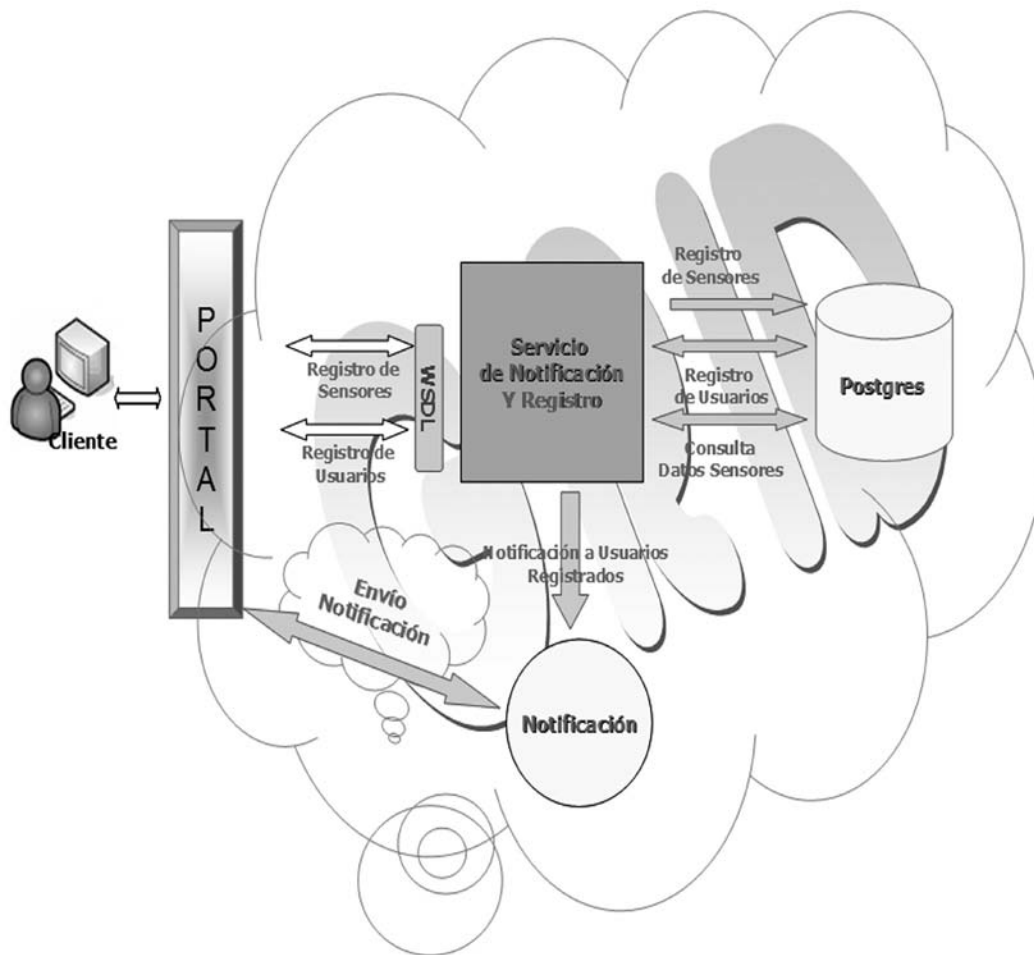 PORTAL
Cliente
Registro de
Sensores
Registro de
Usuarios
WSDL
Servicio
de Notificación
Y Registro
Registro
de Sensores
Registro
de Usuarios
Consulta
Datos Sensores
Postgres
Notificación a Usuarios
Registrados
Envío
Notificación
Notificación